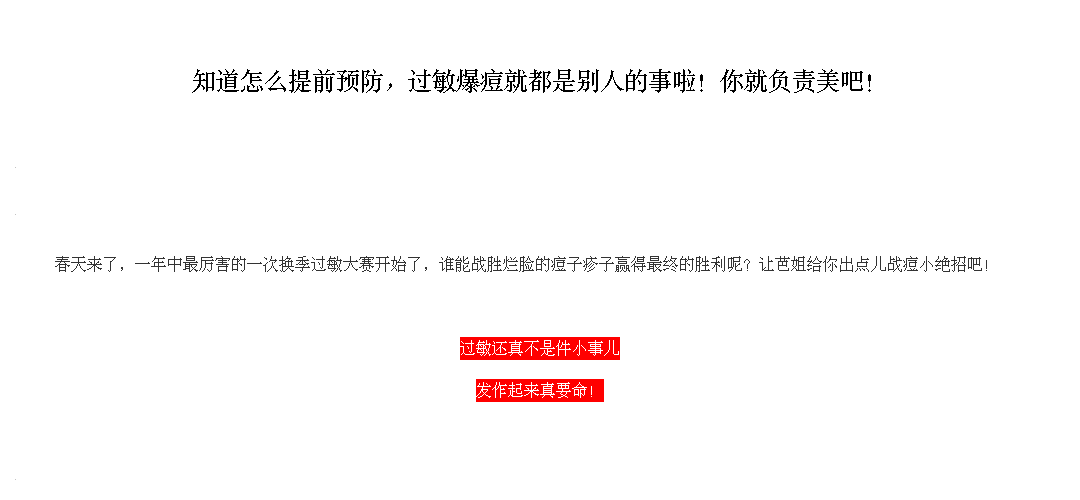 知道怎么提前预防，过敏爆痘就都是别人的事啦！你就负责美吧！
春天来了，一年中最厉害的一次换季过敏大赛开始了，谁能战胜烂脸的痘子疹子赢得最终的胜利呢？让芭姐给你出点儿战痘小绝招吧！
过敏还真不是件小事儿
发作起来真要命！